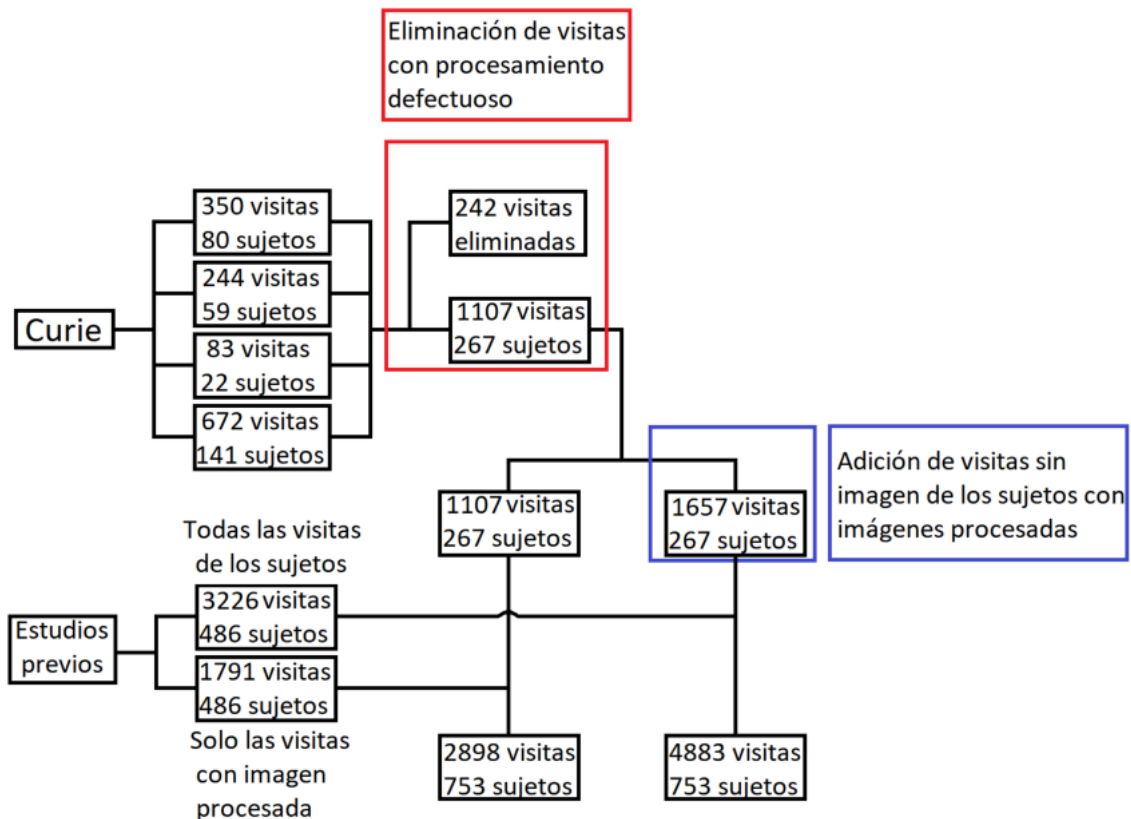 Eliminación de visitas
con procesamiento
defectuoso
350 visitas
80 sujetos
244 visitas
59 sujetos
83 visitas
22 sujetos
672 visitas
141 sujetos
Curie
242 visitas
eliminadas
1107 visitas
267 sujetos
1107 visitas
267 sujetos
1657 visitas
267 sujetos
Adición de visitas sin
imagen de los sujetos con
imágenes procesadas
Todas las visitas
de los sujetos
3226 visitas
486 sujetos
Estudios
previos
1791 visitas
486 sujetos
Solo las visitas
con imagen
procesada
2898 visitas
753 sujetos
4883 visitas
753 sujetos